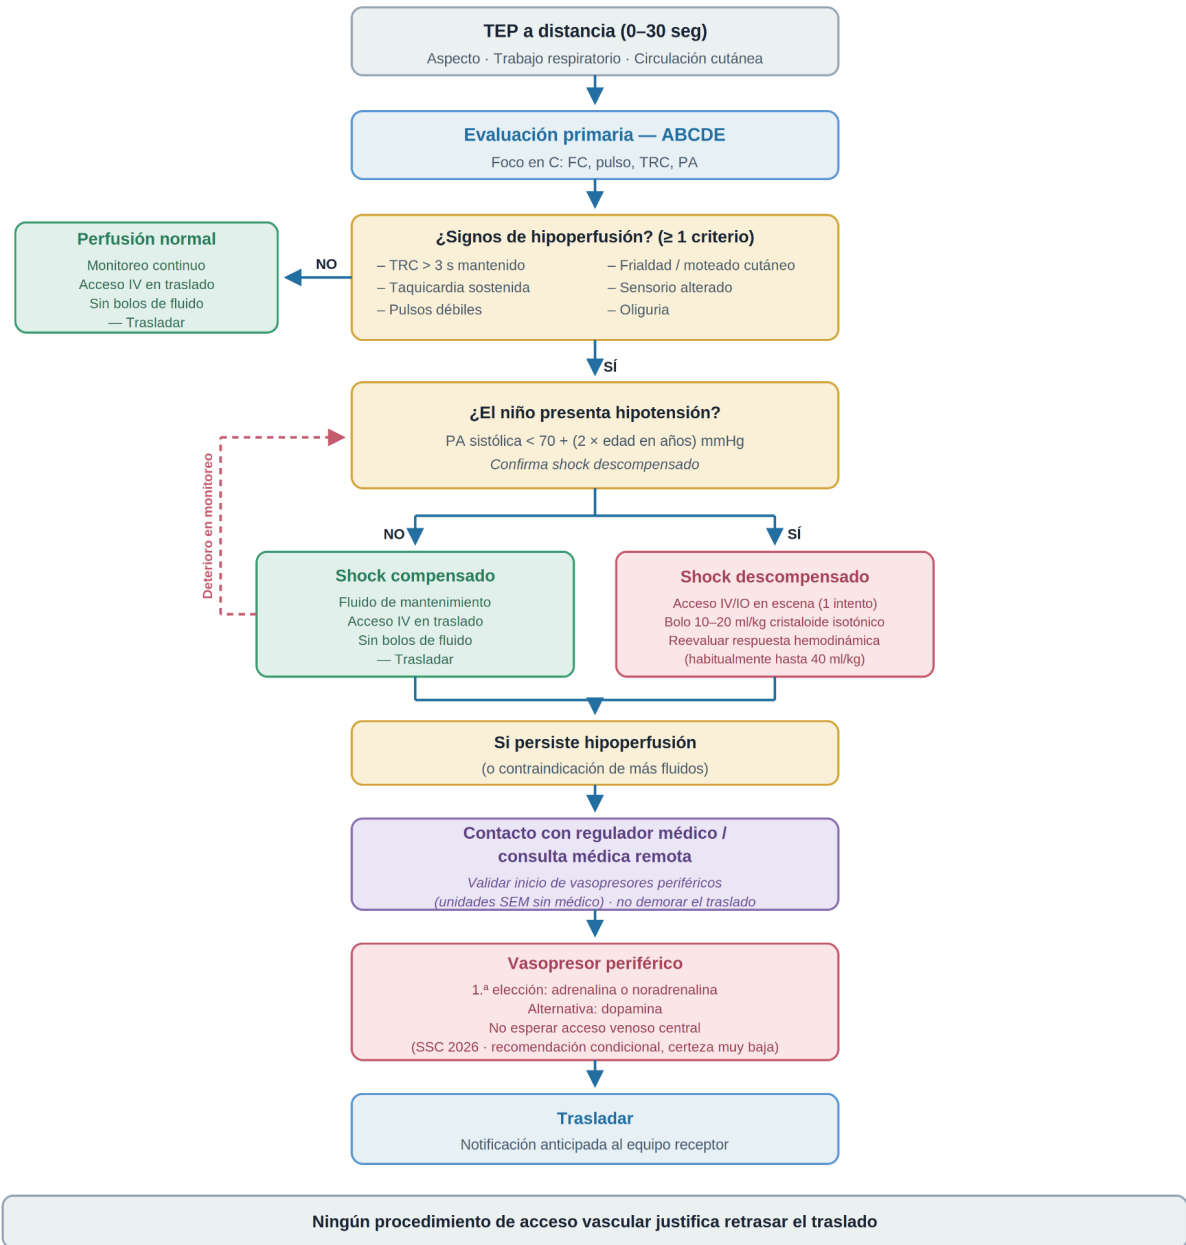 TEP a distancia (0–30 seg)
Aspecto · Trabajo respiratorio · Circulación cutánea
Evaluación primaria — ABCDE
Foco en C: FC, pulso, TRC, PA
¿Signos de hipoperfusión? (≥ 1 criterio)
– TRC > 3 s mantenido
– Taquicardia sostenida
– Pulsos débiles
– Frialdad / moteado cutáneo
– Sensorio alterado
– Oliguria
NO
Perfusión normal
Monitoreo continuo
Acceso IV en traslado
Sin bolos de fluido
— Trasladar
SÍ
¿El niño presenta hipotensión?
PA sistólica < 70 + (2 × edad en años) mmHg
Confirma shock descompensado
Deterioro en monitoreo
NO
SÍ
Shock compensado
Fluido de mantenimiento
Acceso IV en traslado
Sin bolos de fluido
— Trasladar
Shock descompensado
Acceso IV/IO en escena (1 intento)
Bolo 10–20 ml/kg cristaloide isotónico
Reevaluar respuesta hemodinámica
(habitualmente hasta 40 ml/kg)
Si persiste hipoperfusión
(o contraindicación de más fluidos)
Contacto con regulador médico /
consulta médica remota
Validar inicio de vasopresores periféricos
(unidades SEM sin médico) · no demorar el traslado
Vasopresor periférico
1.ª elección: adrenalina o noradrenalina
Alternativa: dopamina
No esperar acceso venoso central
(SSC 2026 · recomendación condicional, certeza muy baja)
Trasladar
Notificación anticipada al equipo receptor
Ningún procedimiento de acceso vascular justifica retrasar el traslado